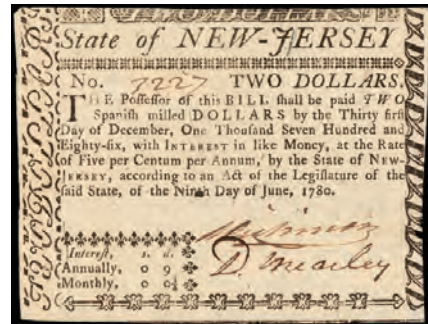 State of NEW-JERSEY
No. 7227 TWO DOLLARS.
THE Possessor of this BILL shall be paid TWO
Spanish milled DOLLARS by the Thirty first
Day of December, One Thousand Seven Hundred and
Eighty-six, with INTEREST in like Money, at the Rate
of Five per Centum per Annum, by the State of NEW-
JERSEY, according to an Act of the Legislature of the
said State, of the Ninth Day of June, 1780.
Interest, s. d.
Annually, 0 9
Monthly, 0 0¾
D. Brearley